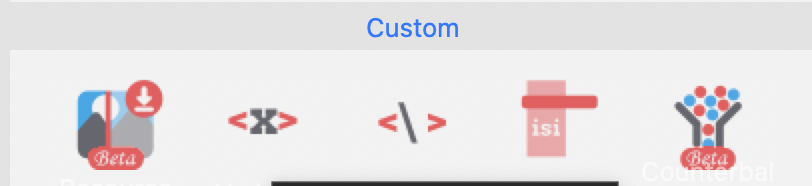 Custom
<x>
<\ >
isi
Beta
Beta
Counterbal